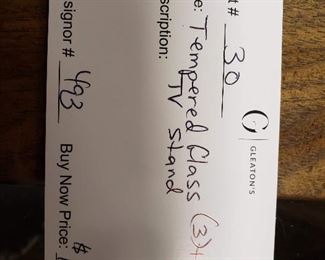 GLEATON'S
t# 30
e: Tempered Glass (3)+
TV Stand
scription:
signor # 493 Buy Now Price: $